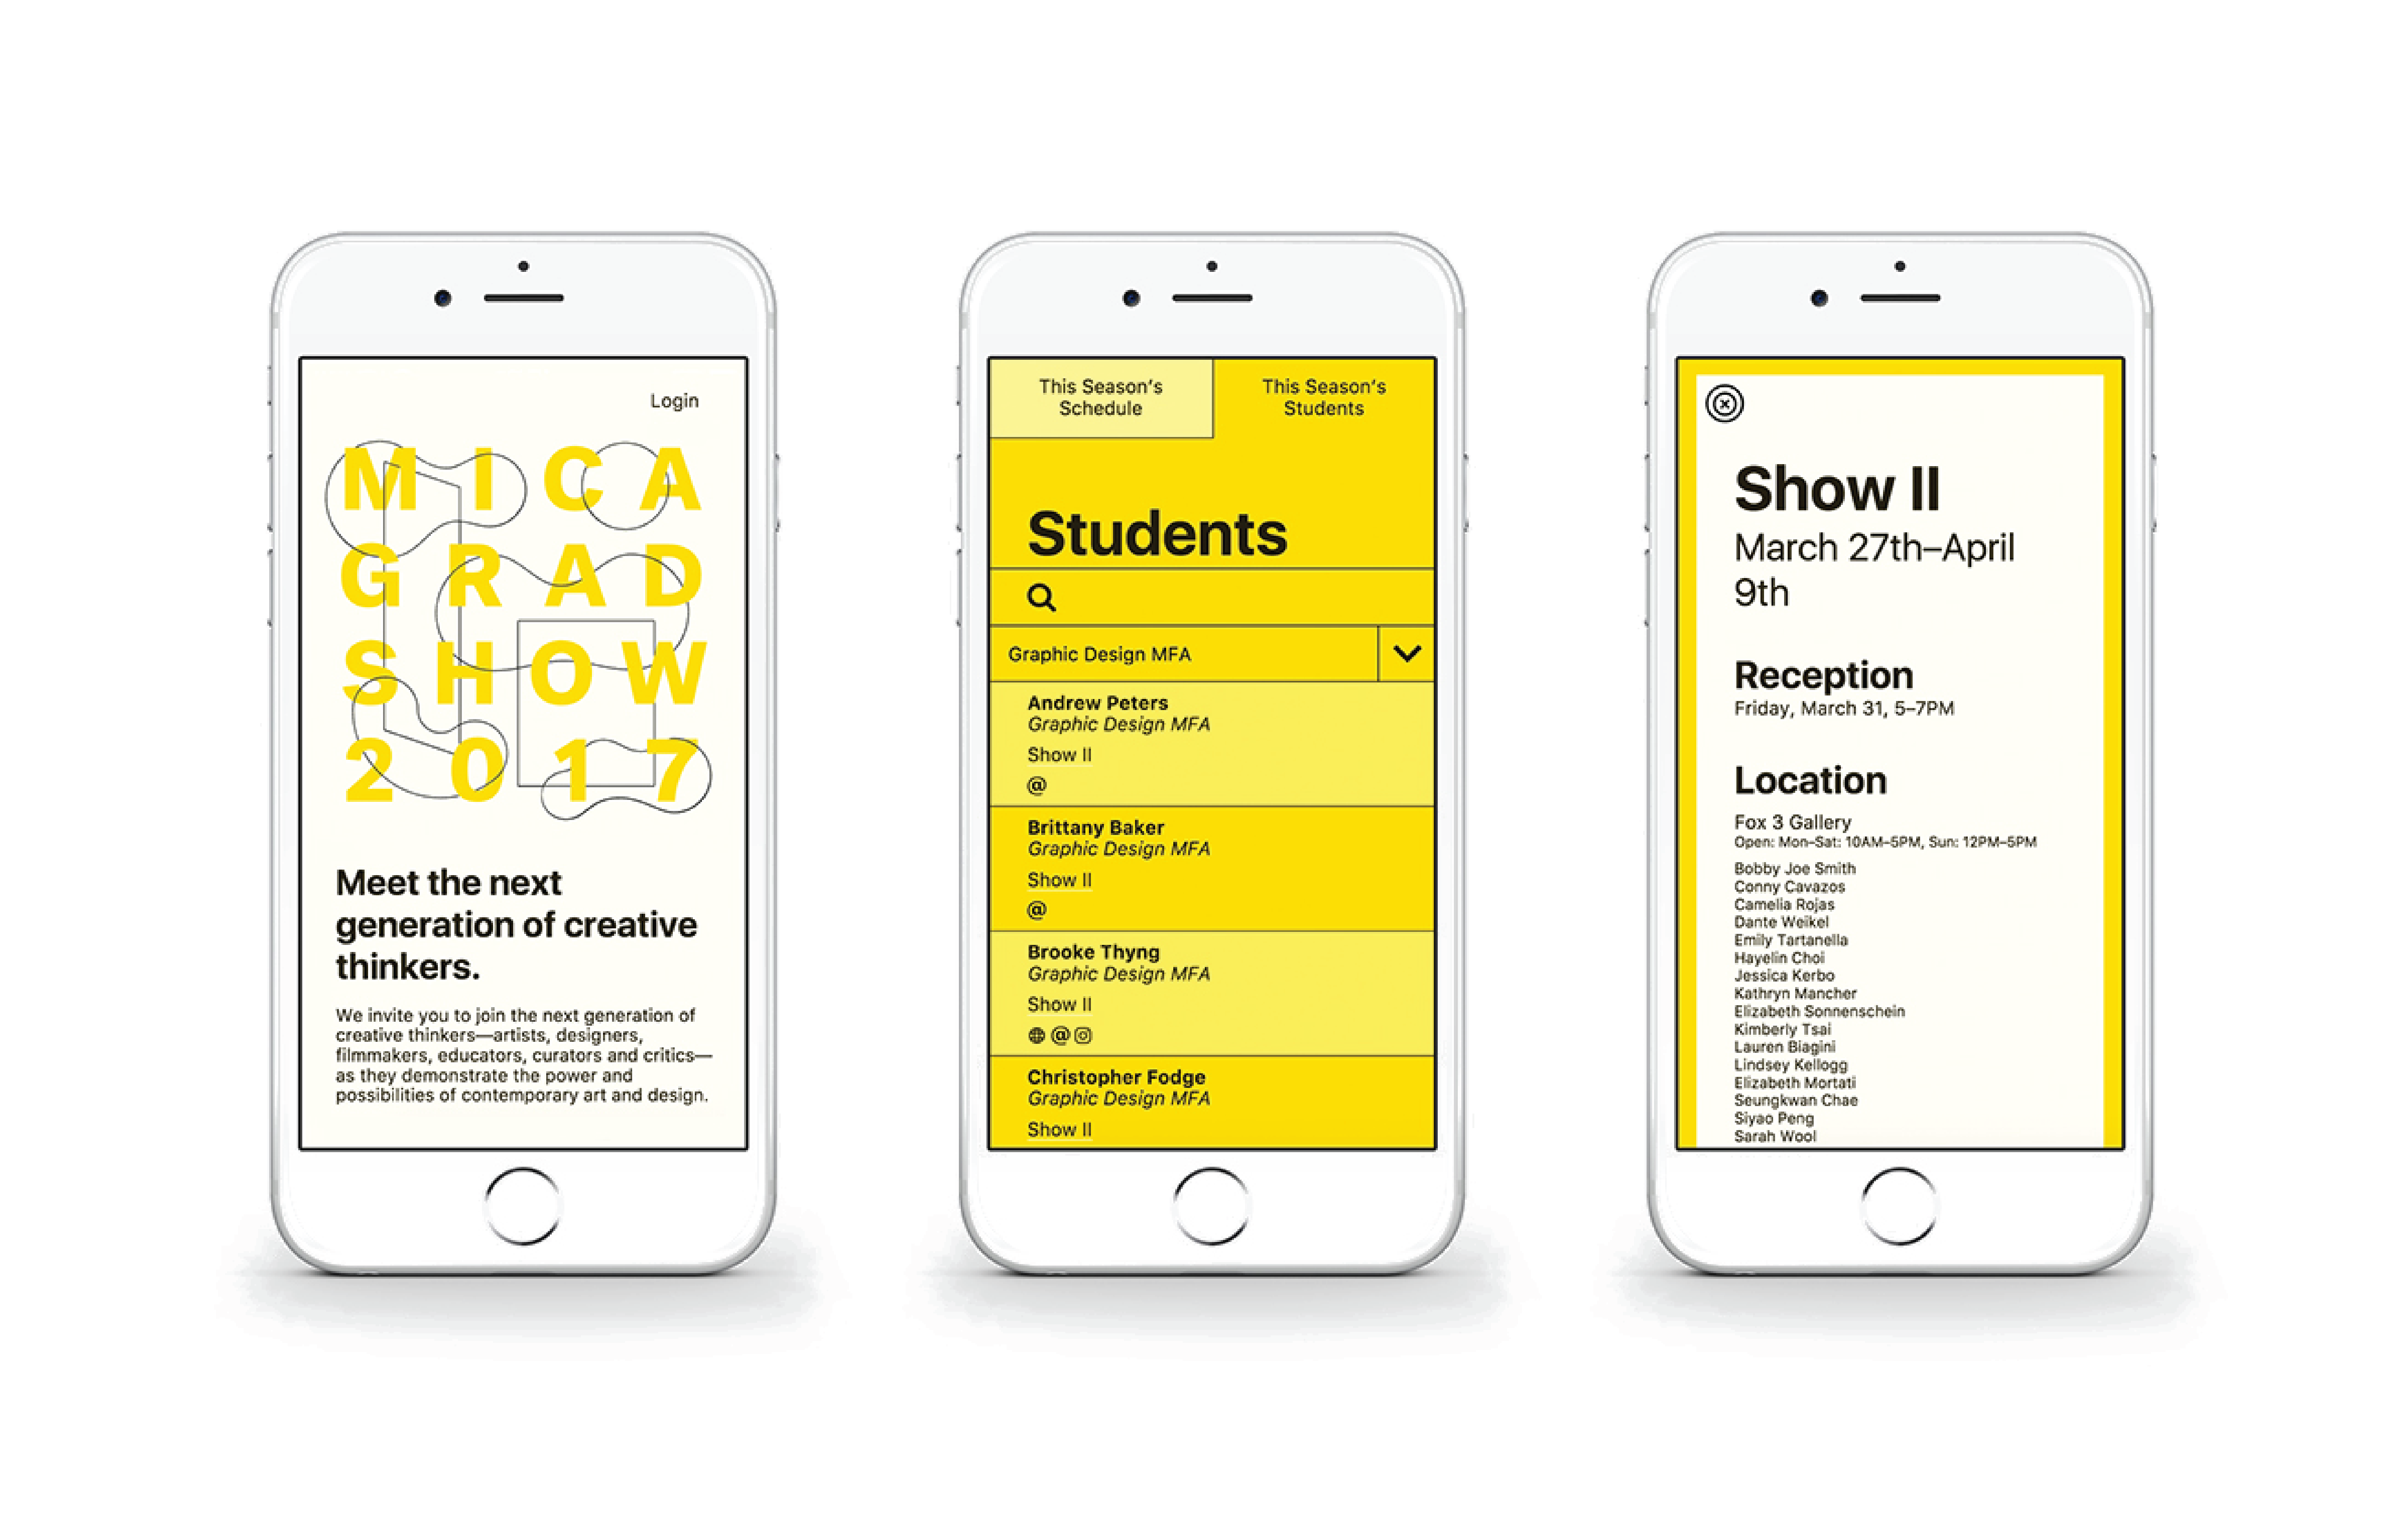 Login
MICA
GRAD
SHOW
2017
Meet the next
generation of creative
thinkers.
We invite you to join the next generation of
creative thinkers—artists, designers,
filmmakers, educators, curators and critics—
as they demonstrate the power and
possibilities of contemporary art and design.
This Season's
Schedule
This Season's
Students
Students
Graphic Design MFA
Andrew Peters
Graphic Design MFA
Show II
@
Brittany Baker
Graphic Design MFA
Show II
@
Brooke Thyng
Graphic Design MFA
Show II
@
Christopher Fodge
Graphic Design MFA
Show II
Show II
March 27th–April
9th
Reception
Friday, March 31, 5–7PM
Location
Fox 3 Gallery
Open: Mon–Sat: 10AM–5PM, Sun: 12PM–5PM
Bobby Joe Smith
Conny Cavazos
Camelia Rojas
Dante Weikel
Emily Tartanella
Hayelin Choi
Jessica Kerbo
Kathryn Mancher
Elizabeth Sonnenschein
Kimberly Tsai
Lauren Biagini
Lindsey Kellogg
Elizabeth Mortati
Seungkwan Chae
Siyao Peng
Sarah Wool